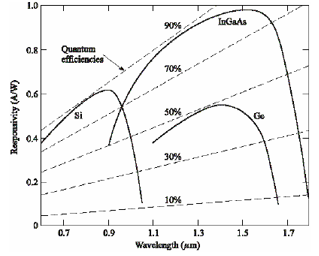 1.0
0.8
0.6
0.4
0.2
0
Responsivity (A/W)
Quantum
efficiencies
90%
InGaAs
70%
Si
50%
Ge
30%
10%
0.7 0.9 1.1 1.3 1.5 1.7
Wavelength (μm)